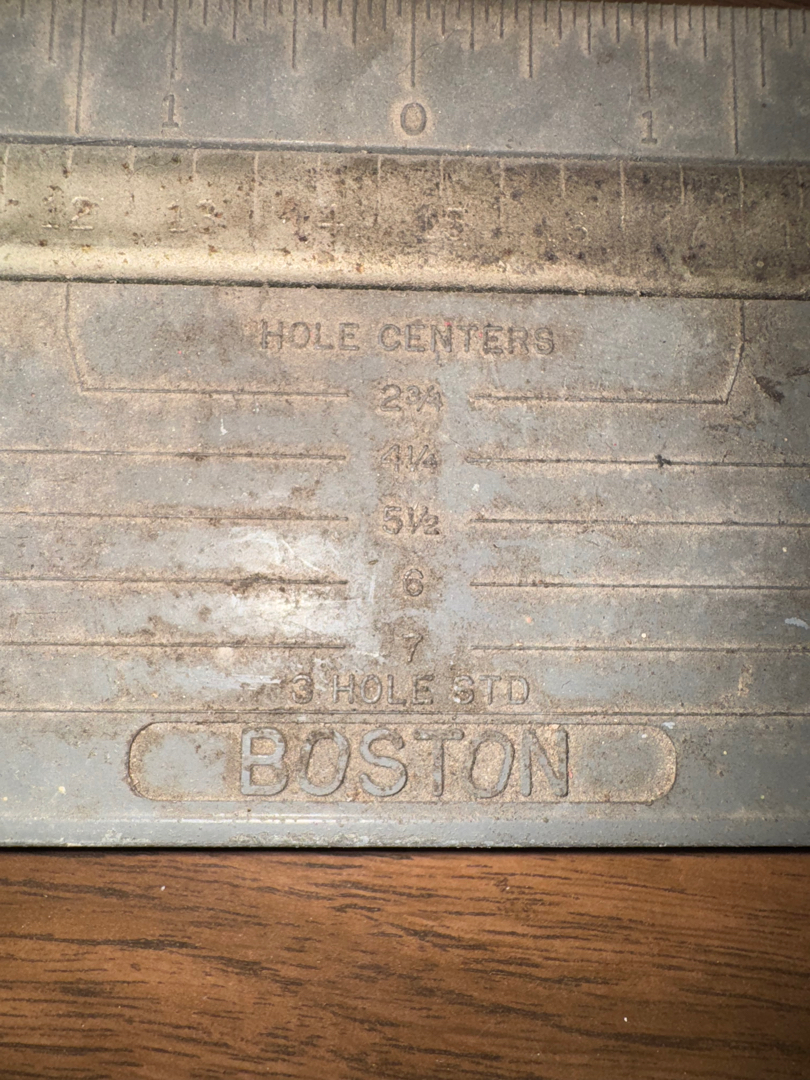 1 0 1
12 13 14 15
HOLE CENTERS
2¾
4¼
5½
6
7
3 HOLE STD
BOSTON